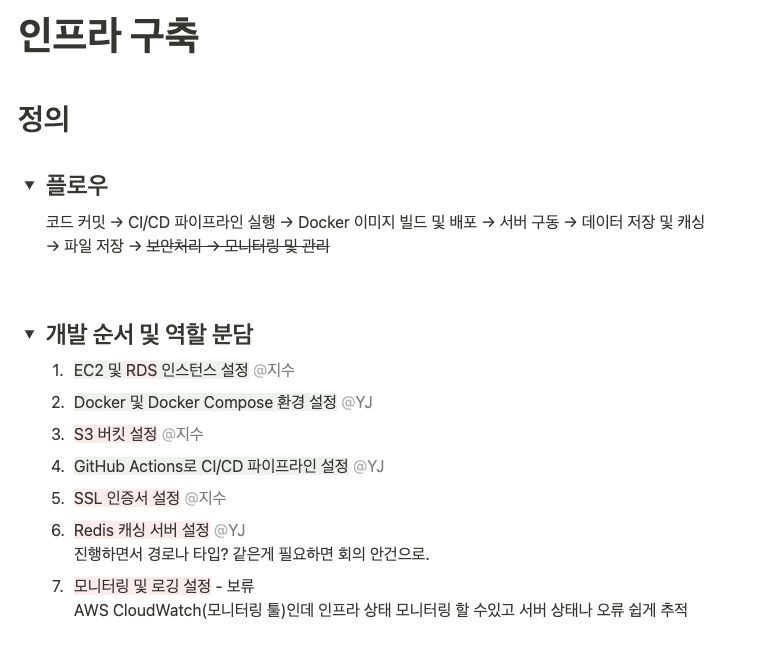 인프라 구축
정의
플로우
코드 커밋 → CI/CD 파이프라인 실행 → Docker 이미지 빌드 및 배포 → 서버 구동 → 데이터 저장 및 캐싱
→ 파일 저장 → 보안처리 → 모니터링 및 관리
개발 순서 및 역할 분담
1. EC2 및 RDS 인스턴스 설정 @지수
2. Docker 및 Docker Compose 환경 설정 @YJ
3. S3 버킷 설정 @지수
4. GitHub Actions로 CI/CD 파이프라인 설정 @YJ
5. SSL 인증서 설정 @지수
6. Redis 캐싱 서버 설정 @YJ
진행하면서 경로나 타입? 같은게 필요하면 회의 안건으로.
7. 모니터링 및 로깅 설정 - 보류
AWS CloudWatch(모니터링 툴)인데 인프라 상태 모니터링 할 수있고 서버 상태나 오류 쉽게 추적